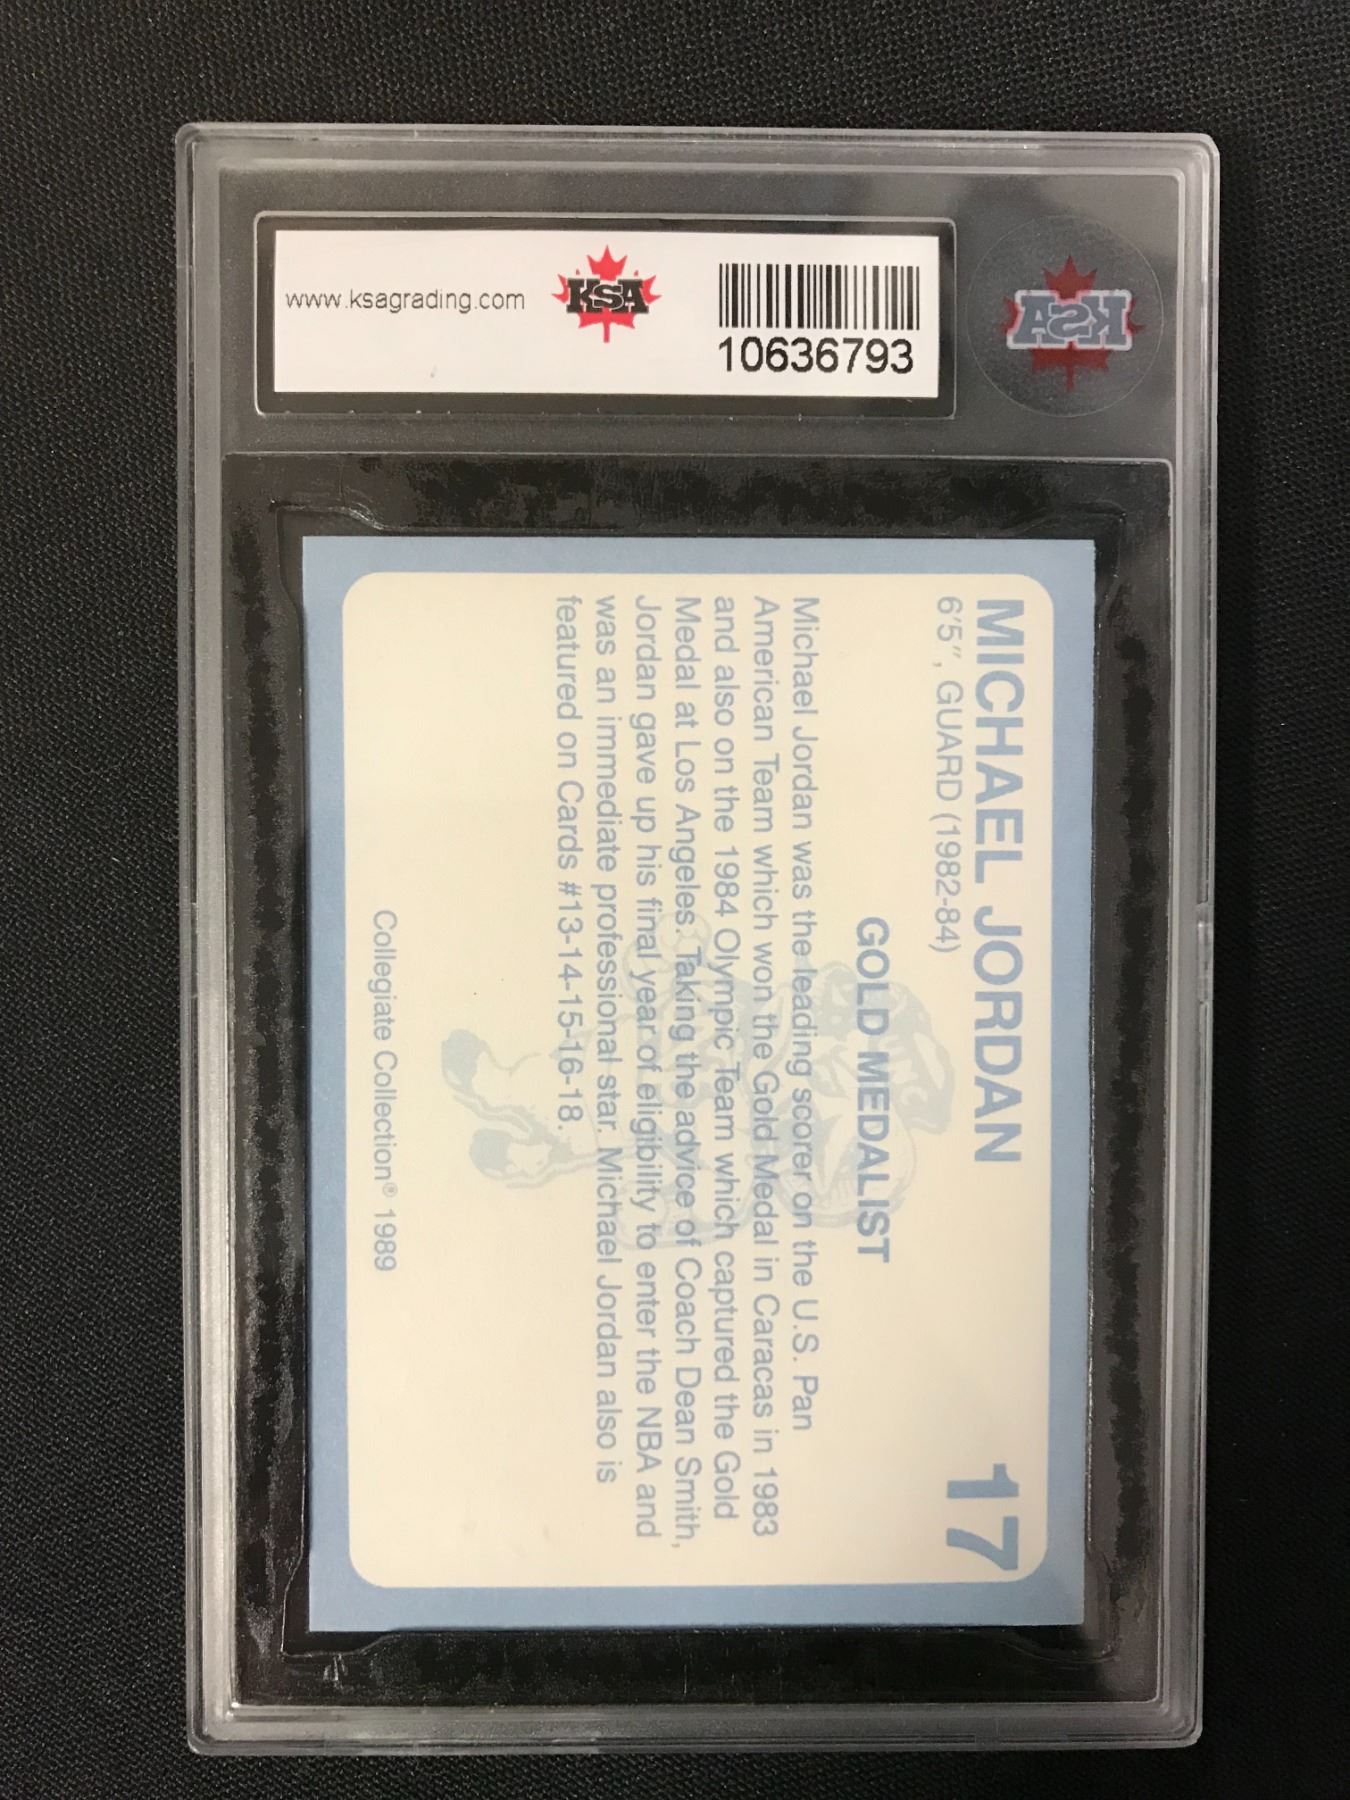 www.ksagrading.com
KSA
10636793
KSA
MICHAEL JORDAN
17
6'5", GUARD (1982-84)
GOLD MEDALIST
Michael Jordan was the leading scorer on the U.S. Pan
American Team which won the Gold Medal in Caracas in 1983
and also on the 1984 Olympic Team which captured the Gold
Medal at Los Angeles. Taking the advice of Coach Dean Smith,
Jordan gave up his final year of eligibility to enter the NBA and
was an immediate professional star. Michael Jordan also is
featured on Cards #13-14-15-16-18.
Collegiate Collection® 1989